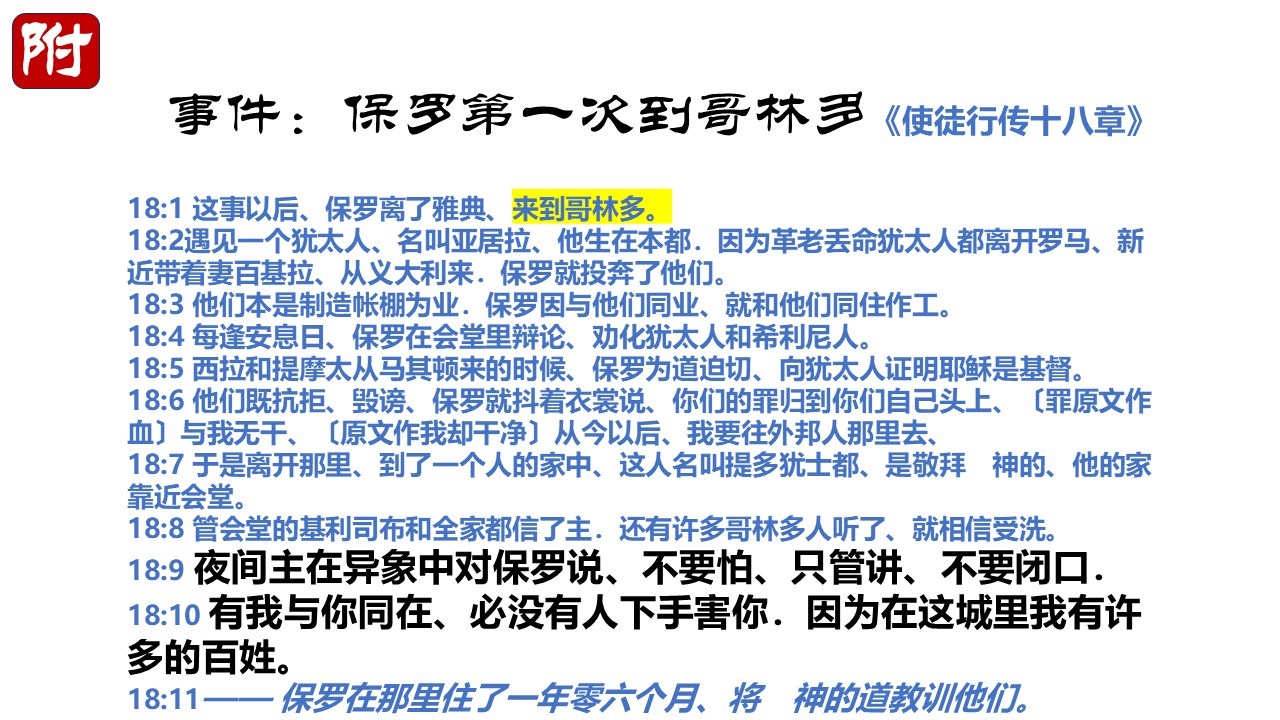 附
事件：保罗第一次到哥林多《使徒行传十八章》
18:1 这事以后、保罗离了雅典、来到哥林多。
18:2遇见一个犹太人、名叫亚居拉、他生在本都．因为革老丢命犹太人都离开罗马、新
近带着妻百基拉、从义大利来．保罗就投奔了他们。
18:3 他们本是制造帐棚为业．保罗因与他们同业、就和他们同住作工。
18:4 每逢安息日、保罗在会堂里辩论、劝化犹太人和希利尼人。
18:5 西拉和提摩太从马其顿来的时候、保罗为道迫切、向犹太人证明耶稣是基督。
18:6 他们既抗拒、毁谤、保罗就抖着衣裳说、你们的罪归到你们自己头上、〔罪原文作
血〕与我无干、〔原文作我却干净〕从今以后、我要往外邦人那里去、
18:7 于是离开那里、到了一个人的家中、这人名叫提多犹士都、是敬拜　神的、他的家
靠近会堂。
18:8 管会堂的基利司布和全家都信了主．还有许多哥林多人听了、就相信受洗。
18:9 夜间主在异象中对保罗说、不要怕、只管讲、不要闭口．
18:10 有我与你同在、必没有人下手害你．因为在这城里我有许
多的百姓。
18:11—— 保罗在那里住了一年零六个月、将　神的道教训他们。